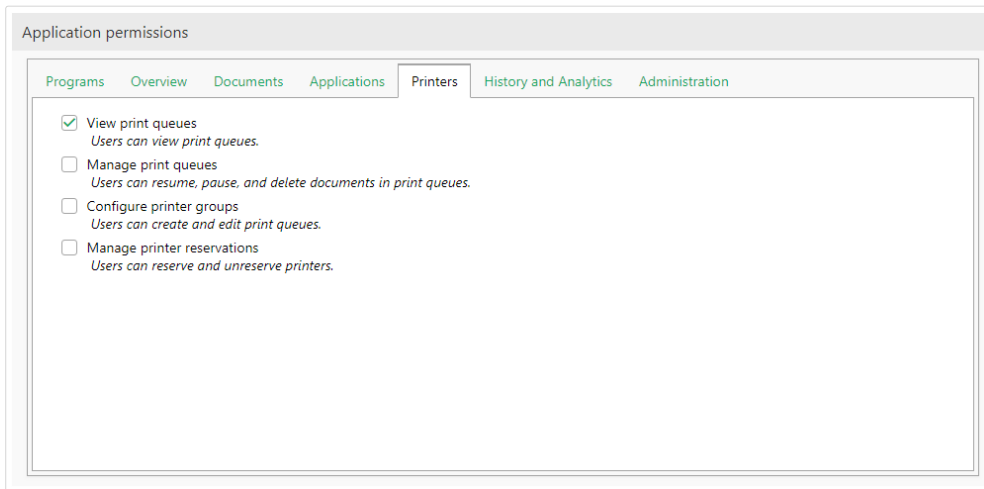 Application permissions
Programs Overview Documents Applications Printers History and Analytics Administration
View print queues
Users can view print queues.
Manage print queues
Users can resume, pause, and delete documents in print queues.
Configure printer groups
Users can create and edit print queues.
Manage printer reservations
Users can reserve and unreserve printers.